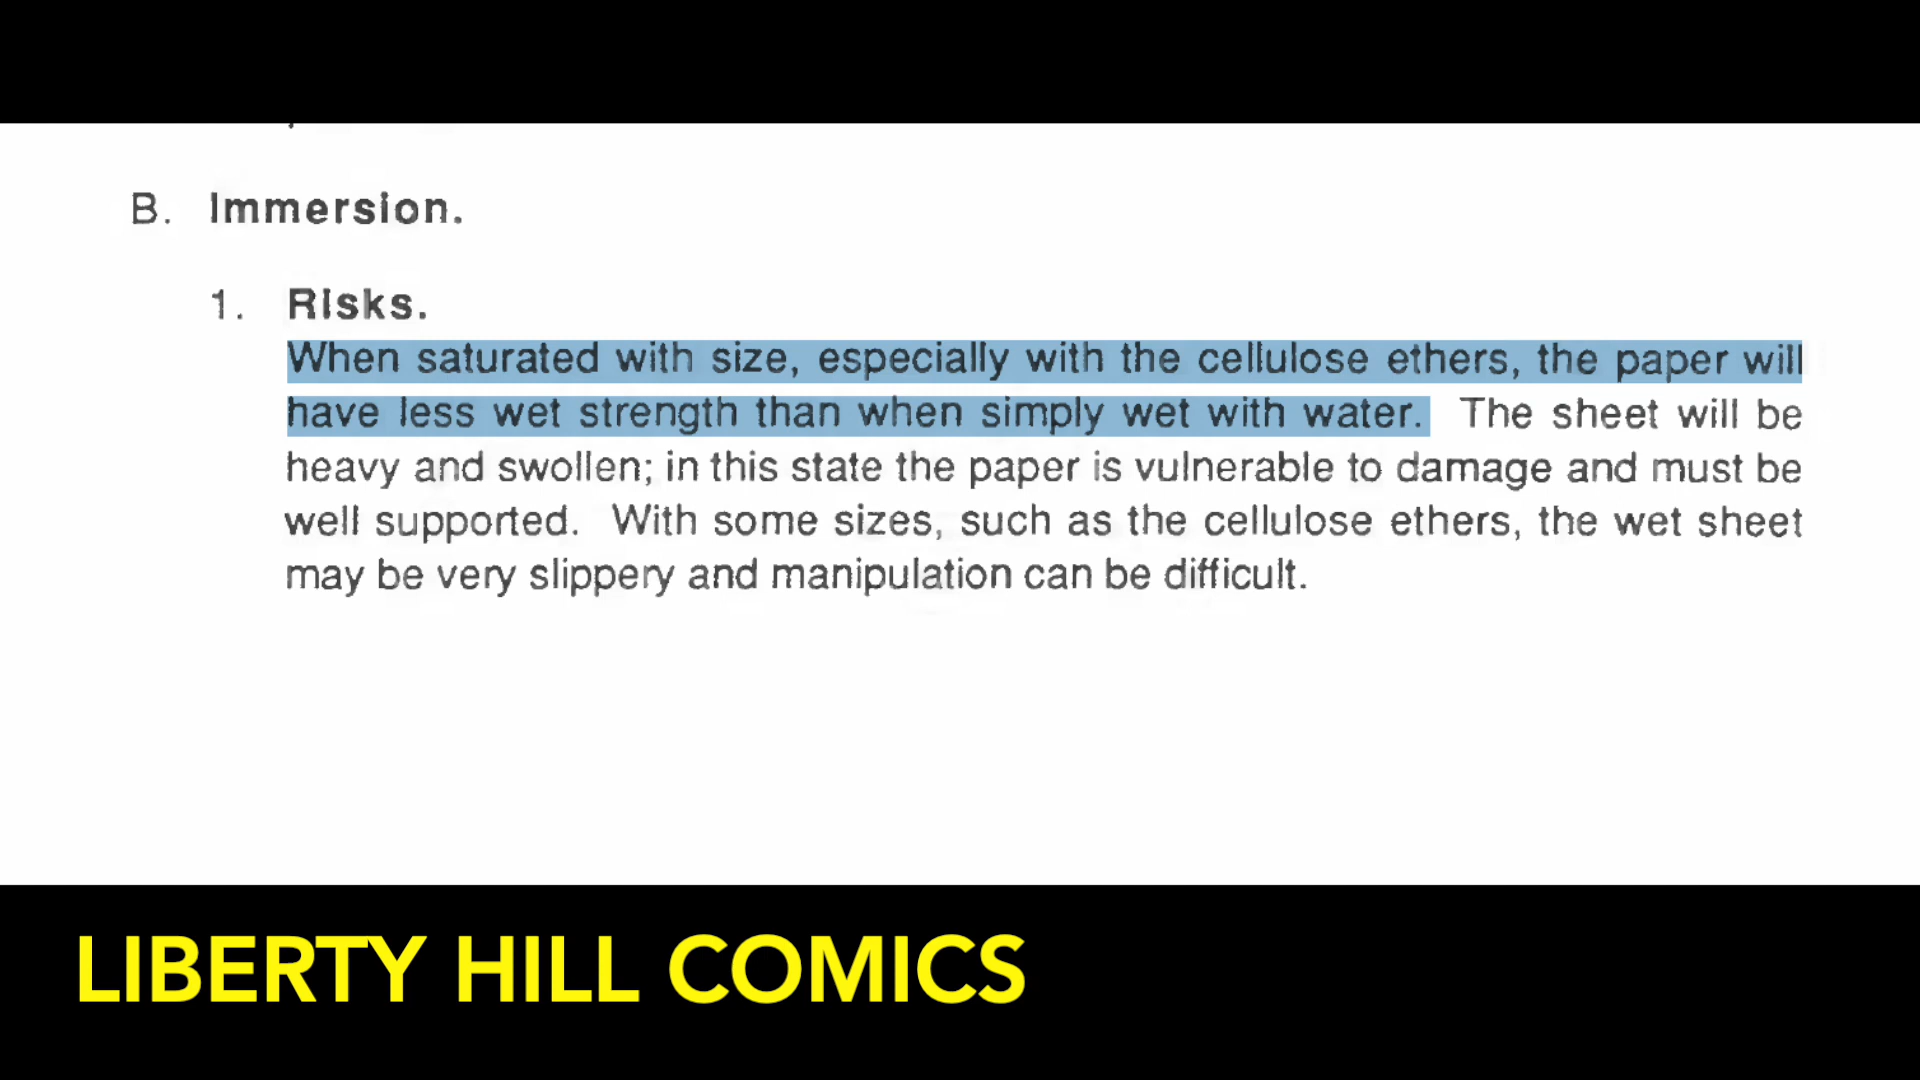 B. Immersion.
1. Risks.
When saturated with size, especially with the cellulose ethers, the paper will
have less wet strength than when simply wet with water. The sheet will be
heavy and swollen; in this state the paper is vulnerable to damage and must be
well supported. With some sizes, such as the cellulose ethers, the wet sheet
may be very slippery and manipulation can be difficult.
LIBERTY HILL COMICS